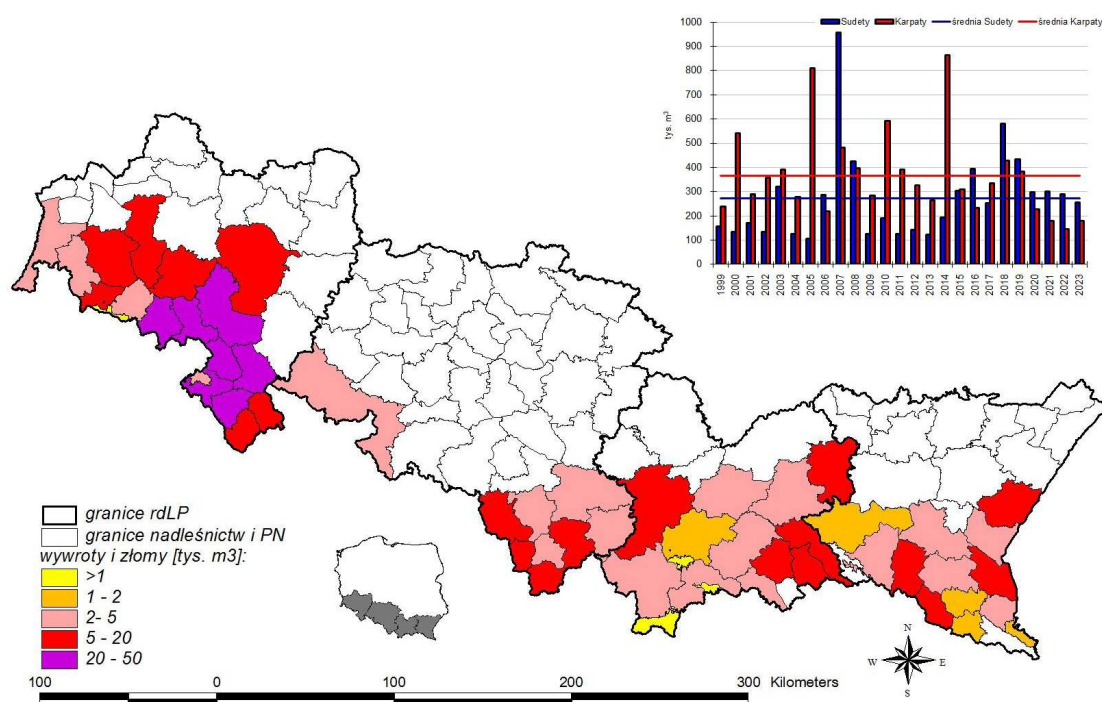 Sudety Karpaty średnia Sudety średnia Karpaty
1000
900
800
700
600
500
400
300
200
100
0
tys. m³
1999 2000 2001 2002 2003 2004 2005 2006 2007 2008 2009 2010 2011 2012 2013 2014 2015 2016 2017 2018 2019 2020 2021 2022 2023
granice rdLP
granice nadleśnictw i PN
wywroty i złomy [tys. m3]:
>1
1 - 2
2- 5
5 - 20
20 - 50
N
W E
S
100 0 100 200 300 Kilometers